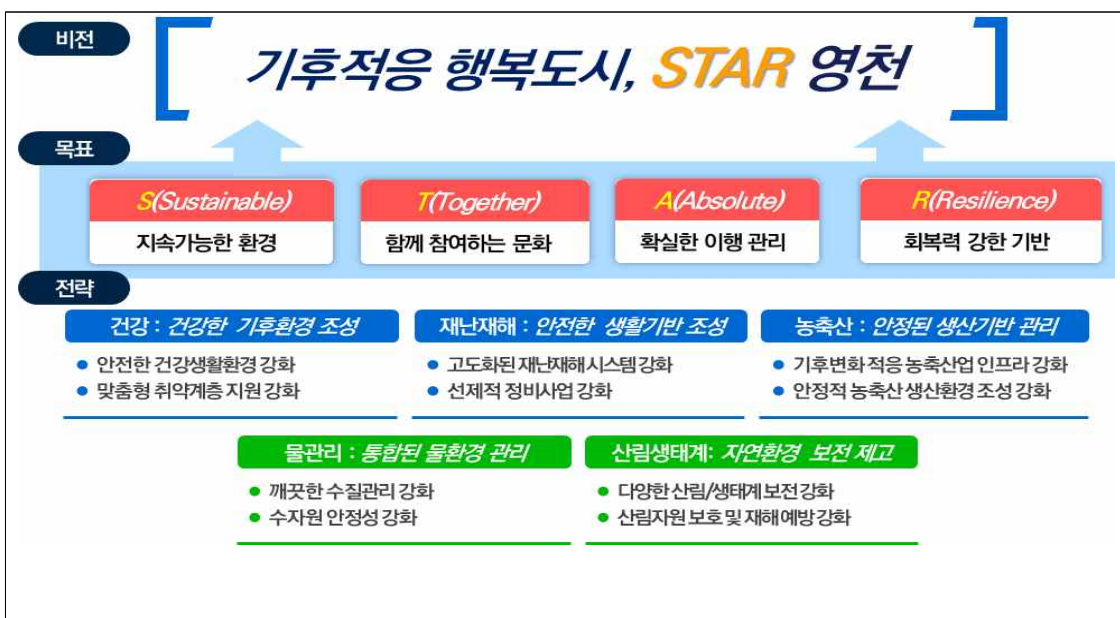 비전
기후적응 행복도시, STAR 영천
목표
S(Sustainable)
지속가능한 환경
T(Together)
함께 참여하는 문화
A(Absolute)
확실한 이행 관리
R(Resilience)
회복력 강한 기반
전략
건강 : 건강한 기후환경 조성
안전한 건강생활환경 강화
맞춤형 취약계층 지원 강화
재난재해 : 안전한 생활기반 조성
고도화된 재난재해 시스템 강화
선제적 정비사업 강화
농축산 : 안정된 생산기반 관리
기후변화 적응 농축산업 인프라 강화
안정적 농축산 생산환경 조성 강화
물관리 : 통합된 물환경 관리
깨끗한 수질관리 강화
수자원 안정성 강화
산림생태계: 자연환경 보전 제고
다양한 산림/생태계 보전 강화
산림자원 보호 및 재해 예방 강화